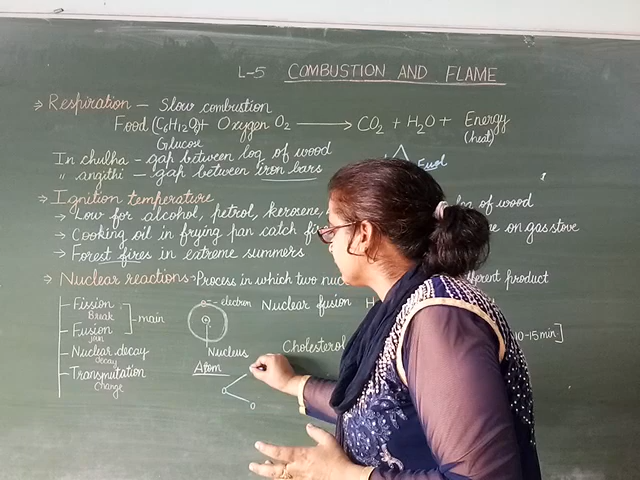 L-5 COMBUSTION AND FLAME
⇒ Respiration — Slow combustion
Food (C6H12O6)+ Oxygen O2 → CO2 + H2O + Energy
Glucose (heat)
In chulha - gap between log of wood
" angithi - gap between iron bars Fuel
⇒ Ignition temperature
→ Low for alcohol, petrol, kerosene, of wood
→ Cooking oil in frying pan catch on gas stove
→ Forest fires in extreme summers
⇒ Nuclear reactions → Process in which two product
Fission
Break
Fusion
join
main
Nuclear decay
decay
Transmutation
change
electron
Nucleus
Atom
Nuclear fusion H
Cholesterol 10-15 min]